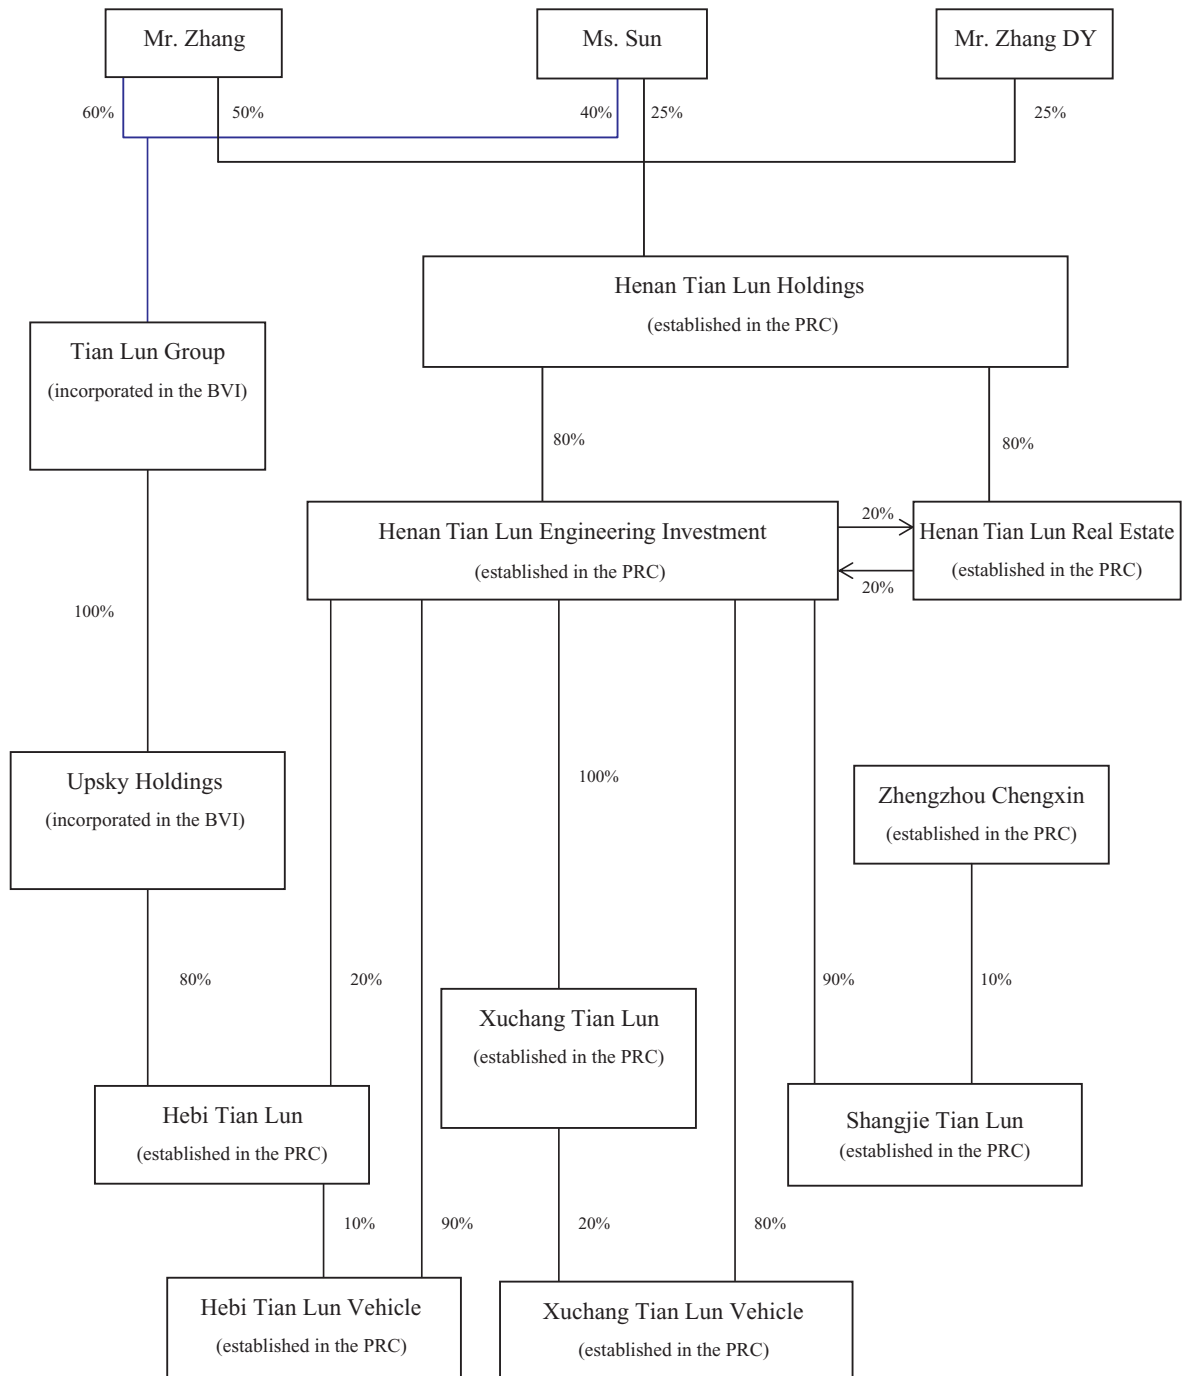 Mr. Zhang
Ms. Sun
Mr. Zhang DY
60%
50%
40%
25%
25%
Henan Tian Lun Holdings
(established in the PRC)
Tian Lun Group
(incorporated in the BVI)
80%
80%
Henan Tian Lun Engineering Investment
(established in the PRC)
20%
20%
Henan Tian Lun Real Estate
(established in the PRC)
100%
Upsky Holdings
(incorporated in the BVI)
100%
Zhengzhou Chengxin
(established in the PRC)
80%
20%
90%
10%
Xuchang Tian Lun
(established in the PRC)
Hebi Tian Lun
(established in the PRC)
Shangjie Tian Lun
(established in the PRC)
10%
90%
20%
80%
Hebi Tian Lun Vehicle
(established in the PRC)
Xuchang Tian Lun Vehicle
(established in the PRC)